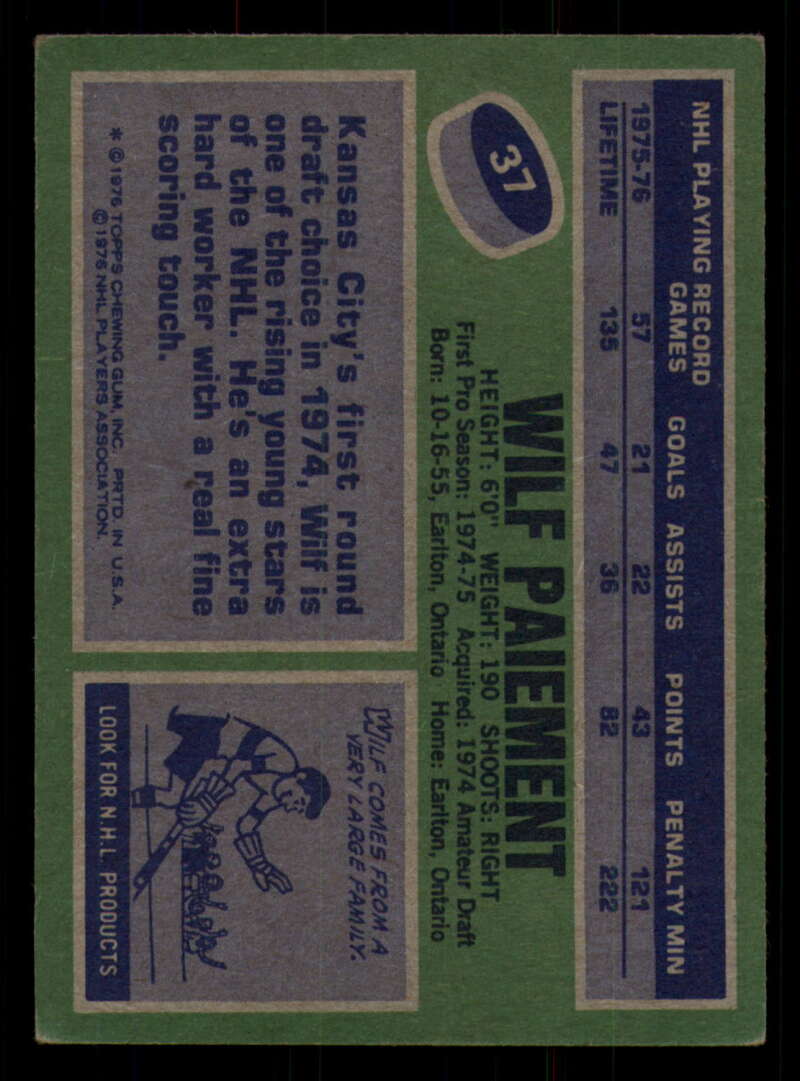 NHL PLAYING RECORD
GAMES GOALS ASSISTS POINTS PENALTY MIN
1975-76 57 21 22 43 121
LIFETIME 135 47 36 82 222
37
WILF PAIEMENT
HEIGHT: 6'0" WEIGHT: 190 SHOOTS: RIGHT
First Pro Season: 1974-75 Acquired: 1974 Amateur Draft
Born: 10-16-55, Earlton, Ontario Home: Earlton, Ontario
Kansas City's first round
draft choice in 1974, Wilf is
one of the rising young stars
of the NHL. He's an extra
hard worker with a real fine
scoring touch.
* © 1976 TOPPS CHEWING GUM, INC. PRTD. IN U.S.A.
© 1976 NHL PLAYERS ASSOCIATION.
WILF COMES FROM A
VERY LARGE FAMILY.
LOOK FOR N.H.L. PRODUCTS